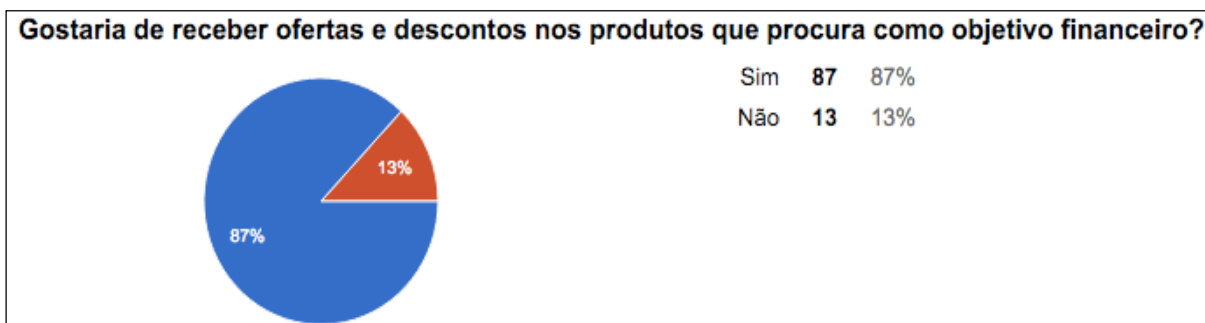 Gostaria de receber ofertas e descontos nos produtos que procura como objetivo financeiro?
Sim 87 87%
Não 13 13%
13%
87%